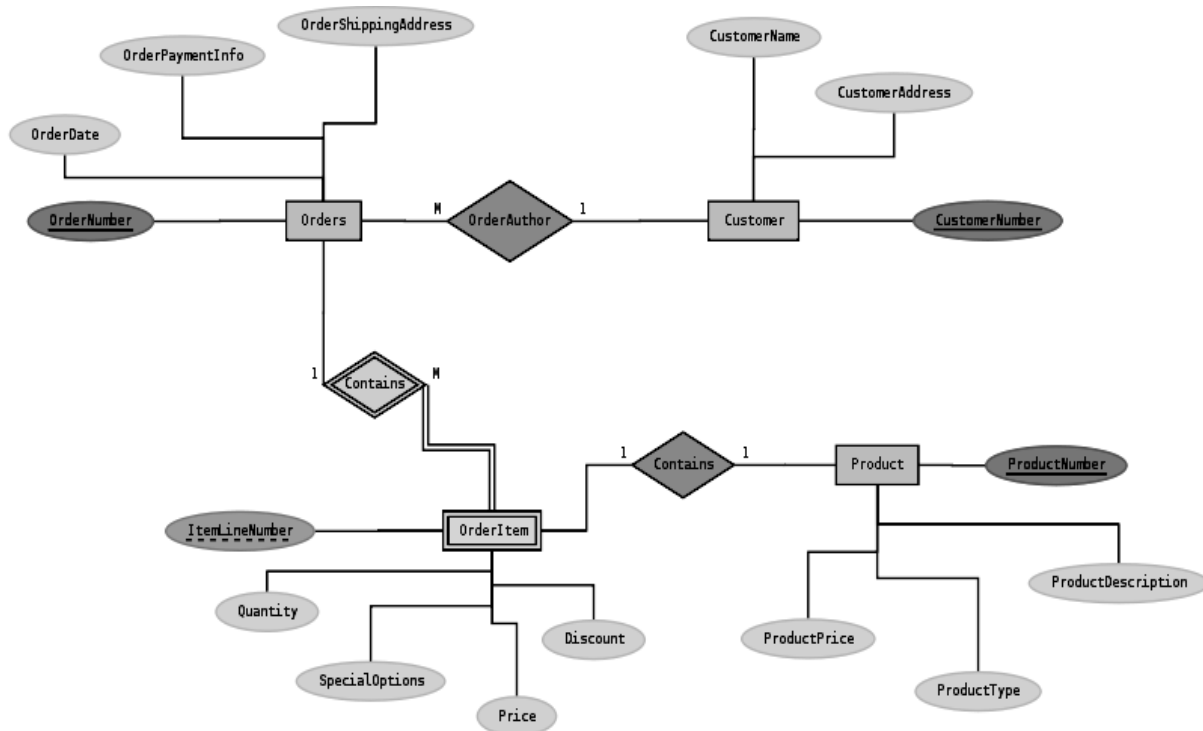 OrderShippingAddress
CustomerName
OrderPaymentInfo
CustomerAddress
OrderDate
OrderNumber
Orders
M
OrderAuthor
1
Customer
CustomerNumber
1
Contains
M
1
Contains
1
Product
ProductNumber
ItemLineNumber
OrderItem
ProductDescription
Quantity
Discount
ProductPrice
SpecialOptions
ProductType
Price